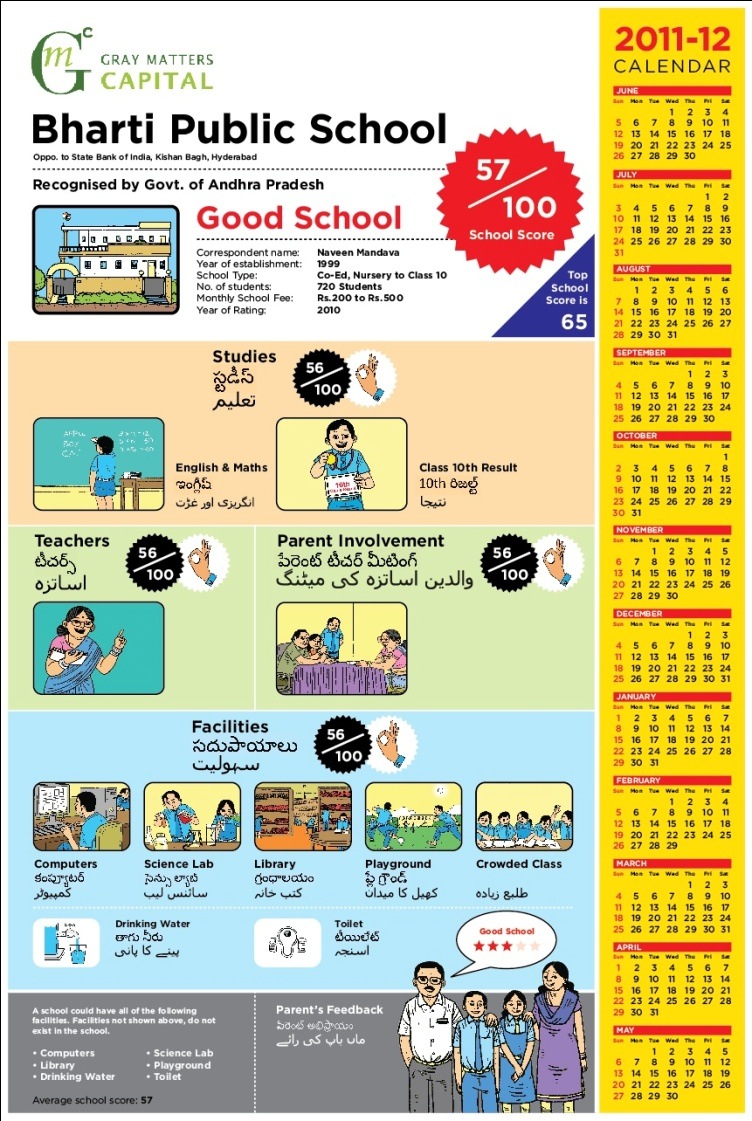 mGc
GRAY MATTERS
CAPITAL
Bharti Public School
Oppo. to State Bank of India, Kishan Bagh, Hyderabad
Recognised by Govt. of Andhra Pradesh
57/100
School Score
Good School
Correspondent name: Naveen Mandava
Year of establishment: 1999
School Type: Co-Ed, Nursery to Class 10
No. of students: 720 Students
Monthly School Fee: Rs.200 to Rs.500
Year of Rating: 2010
Top
School
Score is
65
Studies
స్టడీస్
تعلیم
56/100
English & Maths
ఇంగ్లీష్
انگریزی اور
Class 10th Result
10th రిజల్ట్
نتیجا
Teachers
టీచర్స్
اساتزہ
56/100
Parent Involvement
పేరెంట్ టీచర్ మీటింగ్
والدین اساتزہ کی میٹنگ
56/100
Facilities
సదుపాయాలు
سہولیت
56/100
Computers
కంప్యూటర్
کمپیوٹر
Science Lab
సైన్సు ల్యాబ్
سائنس لیب
Library
గ్రంధాలయం
کتب خانہ
Playground
ప్లే గ్రౌండ్
کھیل کا میدان
Crowded Class
طلبع زیادہ
Drinking Water
తాగు నీరు
پینے کا پانی
Toilet
టీయిలేట్
Good School
A school could have all of the following
facilities. Facilities not shown above, do not
exist in the school.
• Computers • Science Lab
• Library • Playground
• Drinking Water • Toilet
Average school score: 57
Parent's Feedback
పేరెంట్ అభిప్రాయం
ماں باپ کی رائے
2011-12
CALENDAR
JUNE
Sun Mon Tue Wed Thu Fri Sat
1 2 3 4
5 6 7 8 9 10 11
12 13 14 15 16 17 18
19 20 21 22 23 24 25
26 27 28 29 30
JULY
Sun Mon Tue Wed Thu Fri Sat
1 2
3 4 5 6 7 8 9
10 11 12 13 14 15 16
17 18 19 20 21 22 23
24 25 26 27 28 29 30
31
AUGUST
Sun Mon Tue Wed Thu Fri Sat
1 2 3 4 5 6
7 8 9 10 11 12 13
14 15 16 17 18 19 20
21 22 23 24 25 26 27
28 29 30 31
SEPTEMBER
Sun Mon Tue Wed Thu Fri Sat
1 2 3
4 5 6 7 8 9 10
11 12 13 14 15 16 17
18 19 20 21 22 23 24
25 26 27 28 29 30
OCTOBER
Sun Mon Tue Wed Thu Fri Sat
1
2 3 4 5 6 7 8
9 10 11 12 13 14 15
16 17 18 19 20 21 22
23 24 25 26 27 28 29
30 31
NOVEMBER
Sun Mon Tue Wed Thu Fri Sat
1 2 3 4 5
6 7 8 9 10 11 12
13 14 15 16 17 18 19
20 21 22 23 24 25 26
27 28 29 30
DECEMBER
Sun Mon Tue Wed Thu Fri Sat
1 2 3
4 5 6 7 8 9 10
11 12 13 14 15 16 17
18 19 20 21 22 23 24
25 26 27 28 29 30 31
JANUARY
Sun Mon Tue Wed Thu Fri Sat
1 2 3 4 5 6 7
8 9 10 11 12 13 14
15 16 17 18 19 20 21
22 23 24 25 26 27 28
29 30 31
FEBRUARY
Sun Mon Tue Wed Thu Fri Sat
1 2 3 4
5 6 7 8 9 10 11
12 13 14 15 16 17 18
19 20 21 22 23 24 25
26 27 28 29
MARCH
Sun Mon Tue Wed Thu Fri Sat
1 2 3
4 5 6 7 8 9 10
11 12 13 14 15 16 17
18 19 20 21 22 23 24
25 26 27 28 29 30 31
APRIL
Sun Mon Tue Wed Thu Fri Sat
1 2 3 4 5 6 7
8 9 10 11 12 13 14
15 16 17 18 19 20 21
22 23 24 25 26 27 28
29 30 31
MAY
Sun Mon Tue Wed Thu Fri Sat
1 2 3 4 5
6 7 8 9 10 11 12
13 14 15 16 17 18 19
20 21 22 23 24 25 26
27 28 29 30